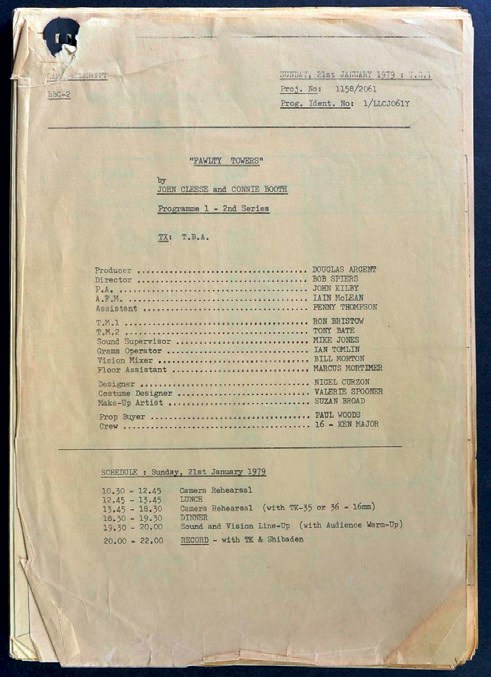 BBC-2
SUNDAY, 21st JANUARY 1979 : T.C.1
Proj. No: 1158/2061
Prog. Ident. No: 1/LLCJ061Y
"FAWLTY TOWERS"
by
JOHN CLEESE and CONNIE BOOTH
Programme 1 - 2nd Series
TX: T.B.A.
Producer .................................... DOUGLAS ARGENT
Director .................................... BOB SPIERS
P.A. ........................................ JOHN KILBY
A.F.M. ...................................... IAIN McLEAN
Assistant ................................... PENNY THOMPSON
T.M.1 ....................................... RON BRISTOW
T.M.2 ....................................... TONY BATE
Sound Supervisor ............................ MIKE JONES
Grams Operator .............................. IAN TOMLIN
Vision Mixer ................................ BILL MORTON
Floor Assistant ............................. MARCUS MORTIMER
Designer .................................... NIGEL CURZON
Costume Designer ............................ VALERIE SPOONER
Make-Up Artist .............................. SUZAN BROAD
Prop Buyer .................................. PAUL WOODS
Crew ........................................ 16 - KEN MAJOR
SCHEDULE : Sunday, 21st January 1979
10.30 - 12.45 Camera Rehearsal
12.45 - 13.45 LUNCH
13.45 - 18.30 Camera Rehearsal (with TK-35 or 36 - 16mm)
18.30 - 19.30 DINNER
19.30 - 20.00 Sound and Vision Line-Up (with Audience Warm-Up)
20.00 - 22.00 RECORD - with TK & Shibaden